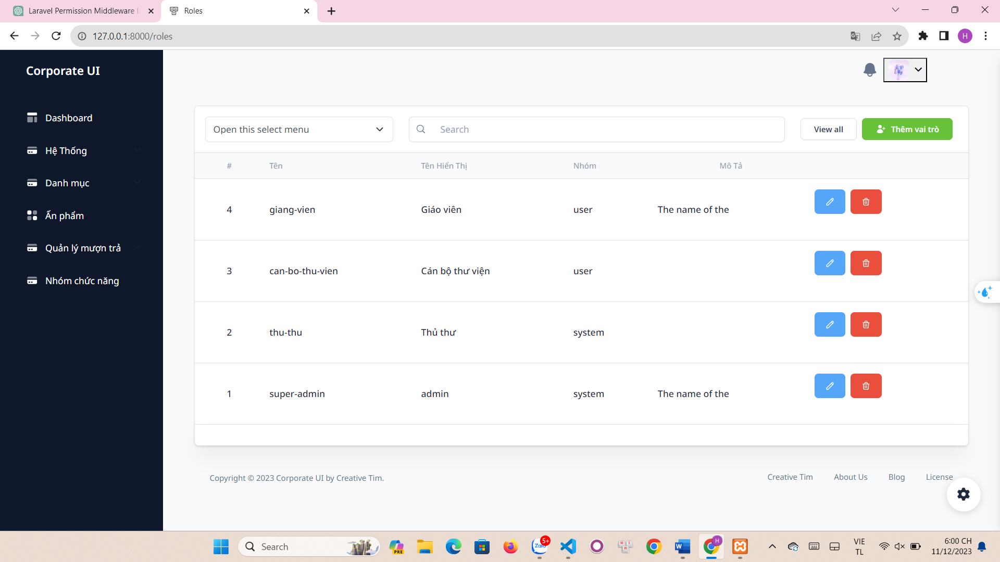 Laravel Permission Middleware
Roles
127.0.0.1:8000/roles
H
Corporate UI
Dashboard
Hệ Thống
Danh mục
Ấn phẩm
Quản lý mượn trả
Nhóm chức năng
Open this select menu
Search
View all
Thêm vai trò
# Tên Tên Hiển Thị Nhóm Mô Tả
4 giang-vien Giáo viên user The name of the
3 can-bo-thu-vien Cán bộ thư viện user
2 thu-thu Thủ thư system
1 super-admin admin system The name of the
Copyright © 2023 Corporate UI by Creative Tim.
Creative Tim About Us Blog License
Search
PRE
Zalo
5+
H
VIE
TL
6:00 CH
11/12/2023